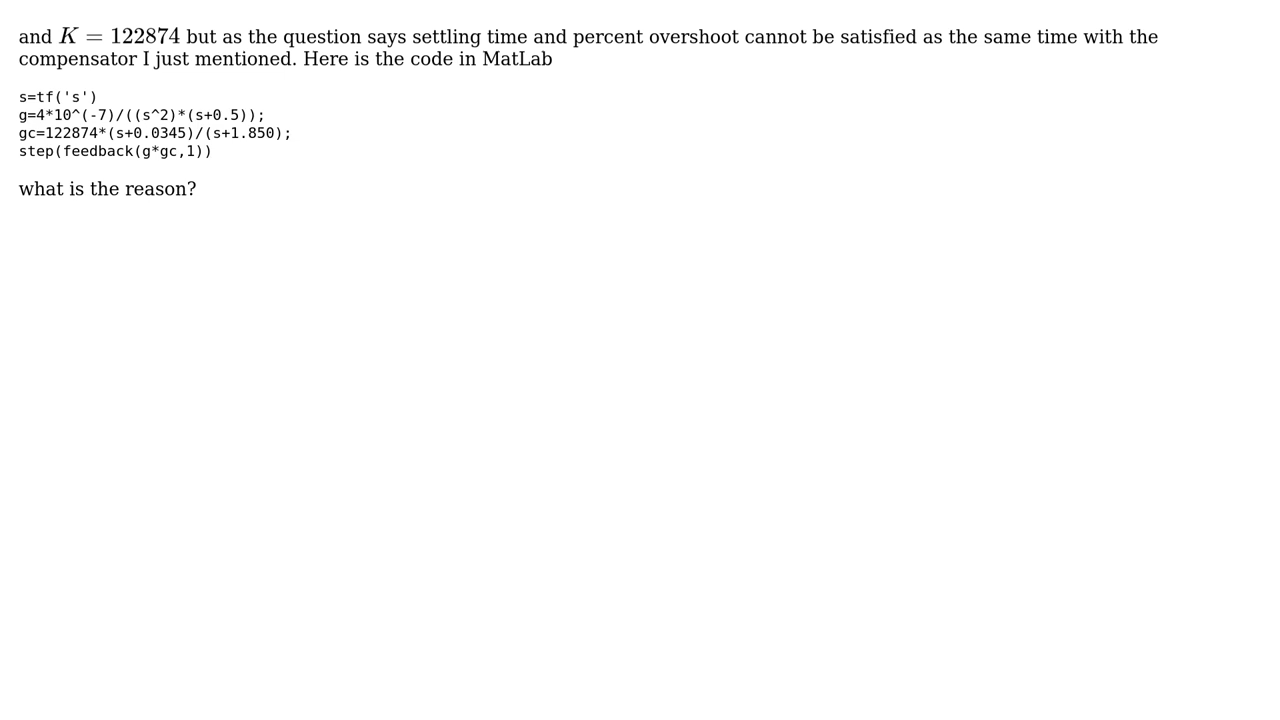 and K = 122874 but as the question says settling time and percent overshoot cannot be satisfied as the same time with the
compensator I just mentioned. Here is the code in MatLab
s=tf('s')
g=4*10^(-7)/((s^2)*(s+0.5));
gc=122874*(s+0.0345)/(s+1.850);
step(feedback(g*gc,1))
what is the reason?